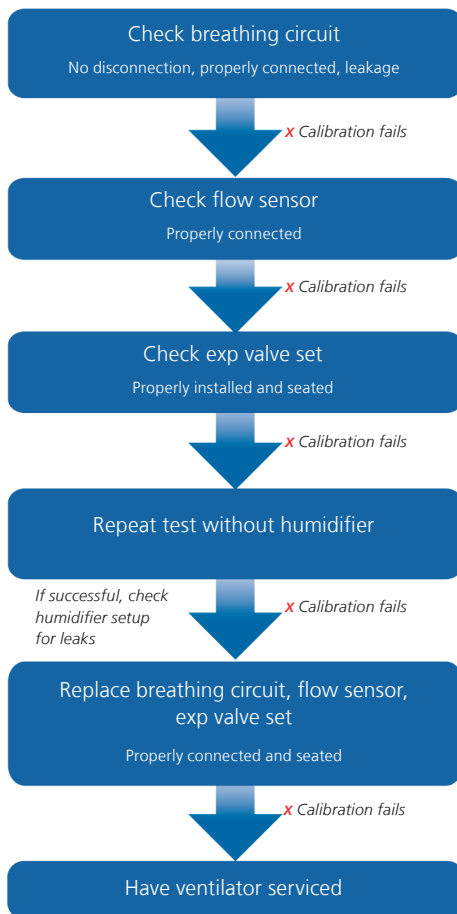 Check breathing circuit
No disconnection, properly connected, leakage
x Calibration fails
Check flow sensor
Properly connected
x Calibration fails
Check exp valve set
Properly installed and seated
x Calibration fails
Repeat test without humidifier
If successful, check
humidifier setup
for leaks
x Calibration fails
Replace breathing circuit, flow sensor,
exp valve set
Properly connected and seated
x Calibration fails
Have ventilator serviced